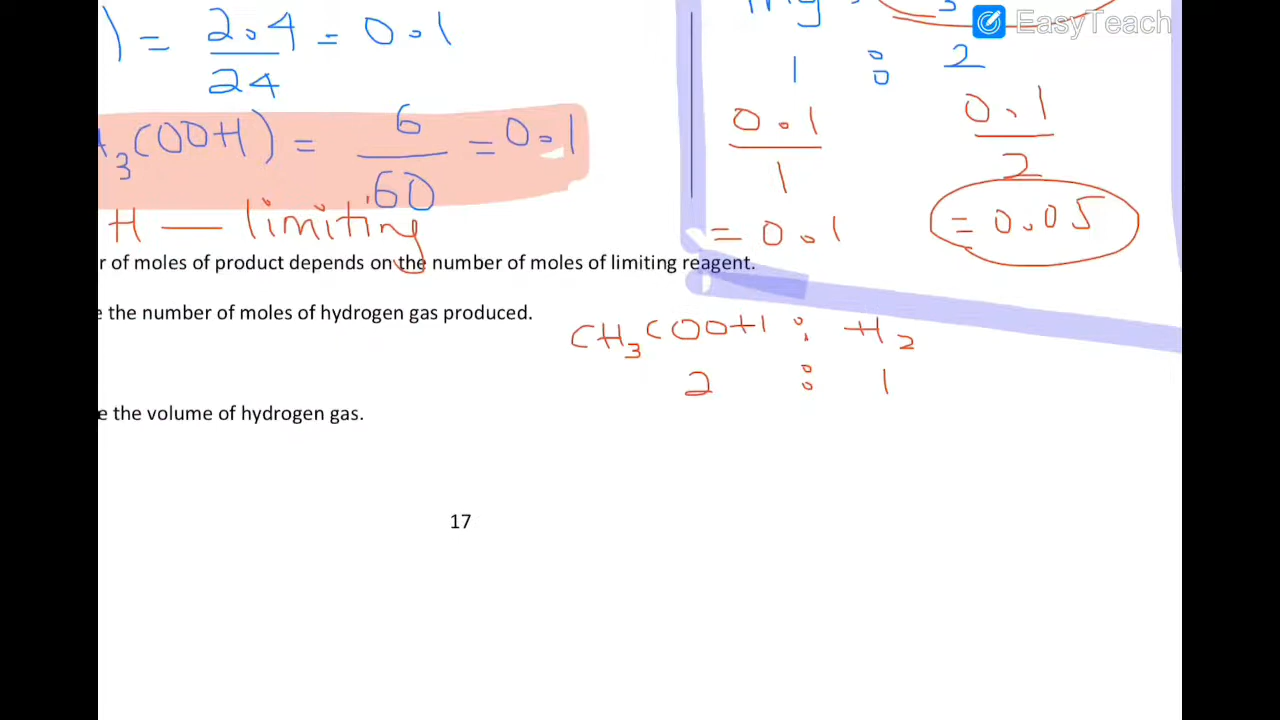 ) = 2.4 / 24 = 0.1
Mg : 
EasyTeach
1 : 2
3COOH) = 6 / 60 = 0.1
0.1 / 1
0.1 / 2
= 0.1
= 0.05
H — limiting
r of moles of product depends on the number of moles of limiting reagent.
e the number of moles of hydrogen gas produced.
CH3COOH : H2
2 : 1
e the volume of hydrogen gas.
17